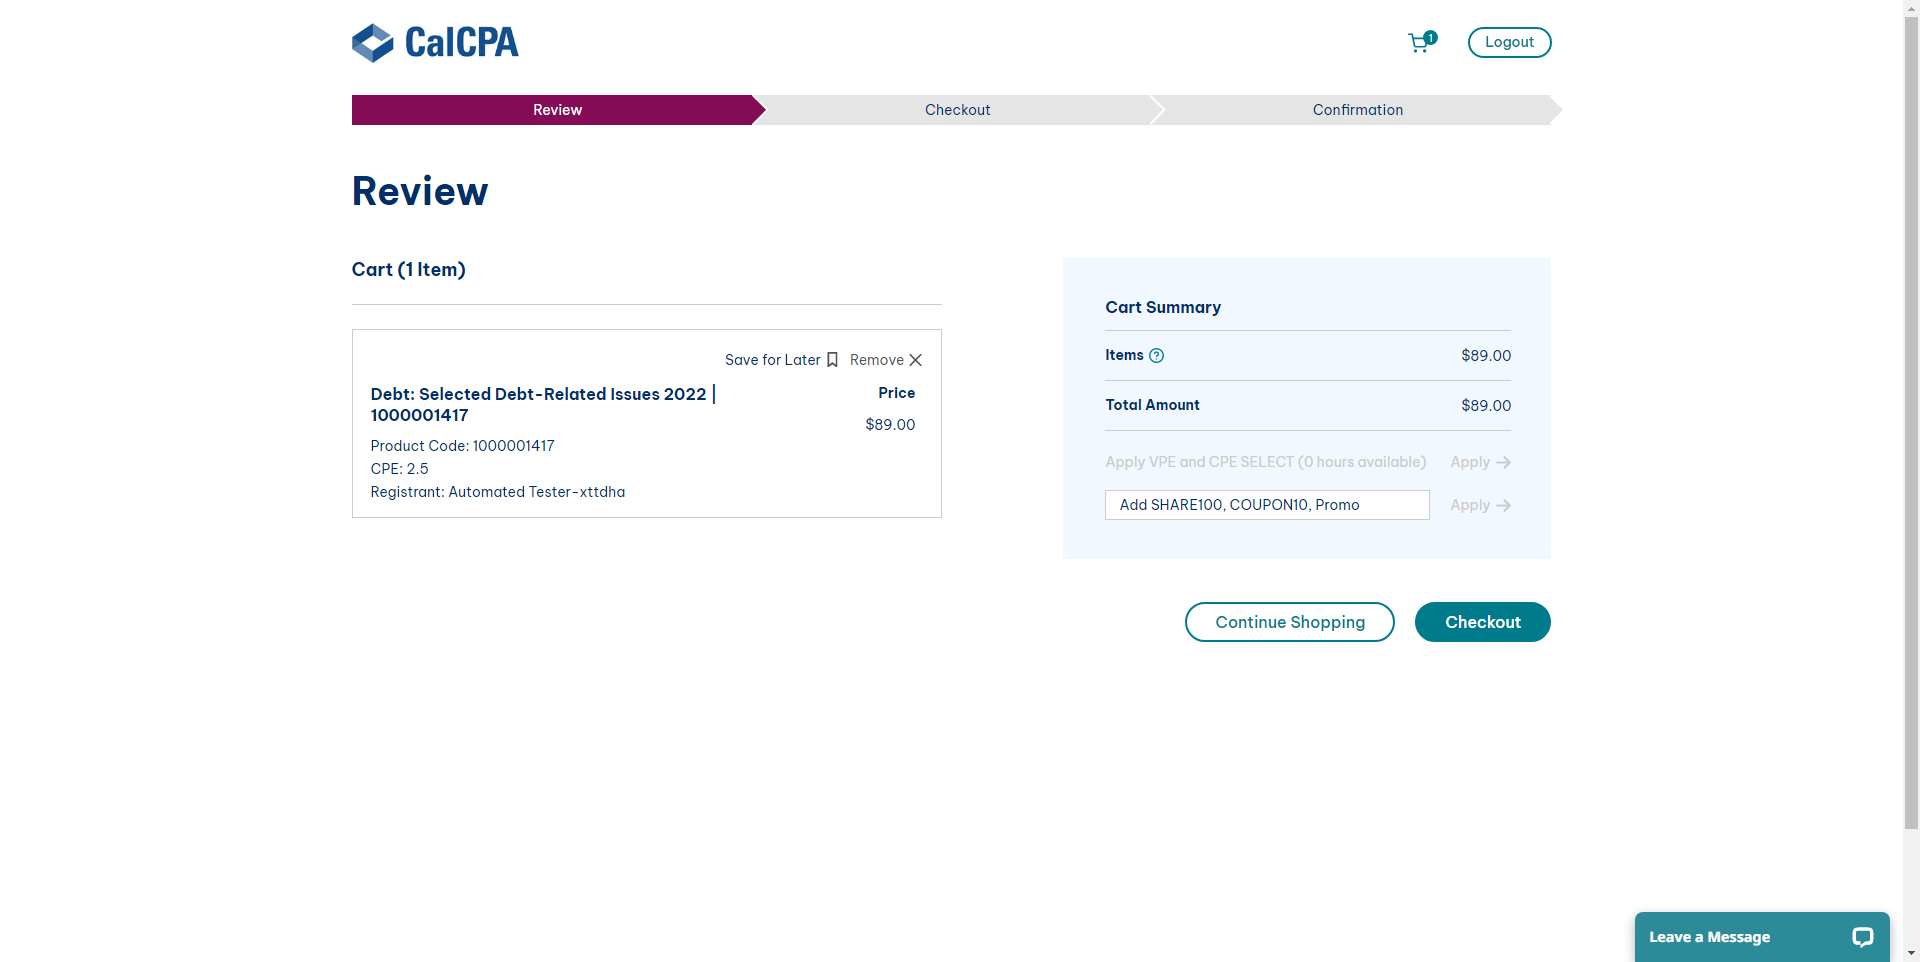 CalCPA
1
Logout
Review
Checkout
Confirmation
Review
Cart (1 Item)
Save for Later
Remove
Debt: Selected Debt-Related Issues 2022 |
1000001417
Price
$89.00
Product Code: 1000001417
CPE: 2.5
Registrant: Automated Tester-xttdha
Cart Summary
Items ?
$89.00
Total Amount
$89.00
Apply VPE and CPE SELECT (0 hours available)
Apply
Add SHARE100, COUPON10, Promo
Apply
Continue Shopping
Checkout
Leave a Message